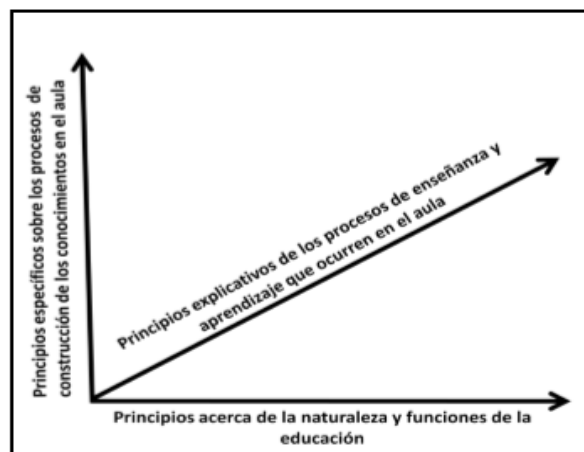 Principios específicos sobre los procesos de
construcción de los conocimientos en el aula
Principios explicativos de los procesos de enseñanza y
aprendizaje que ocurren en el aula
Principios acerca de la naturaleza y funciones de la
educación